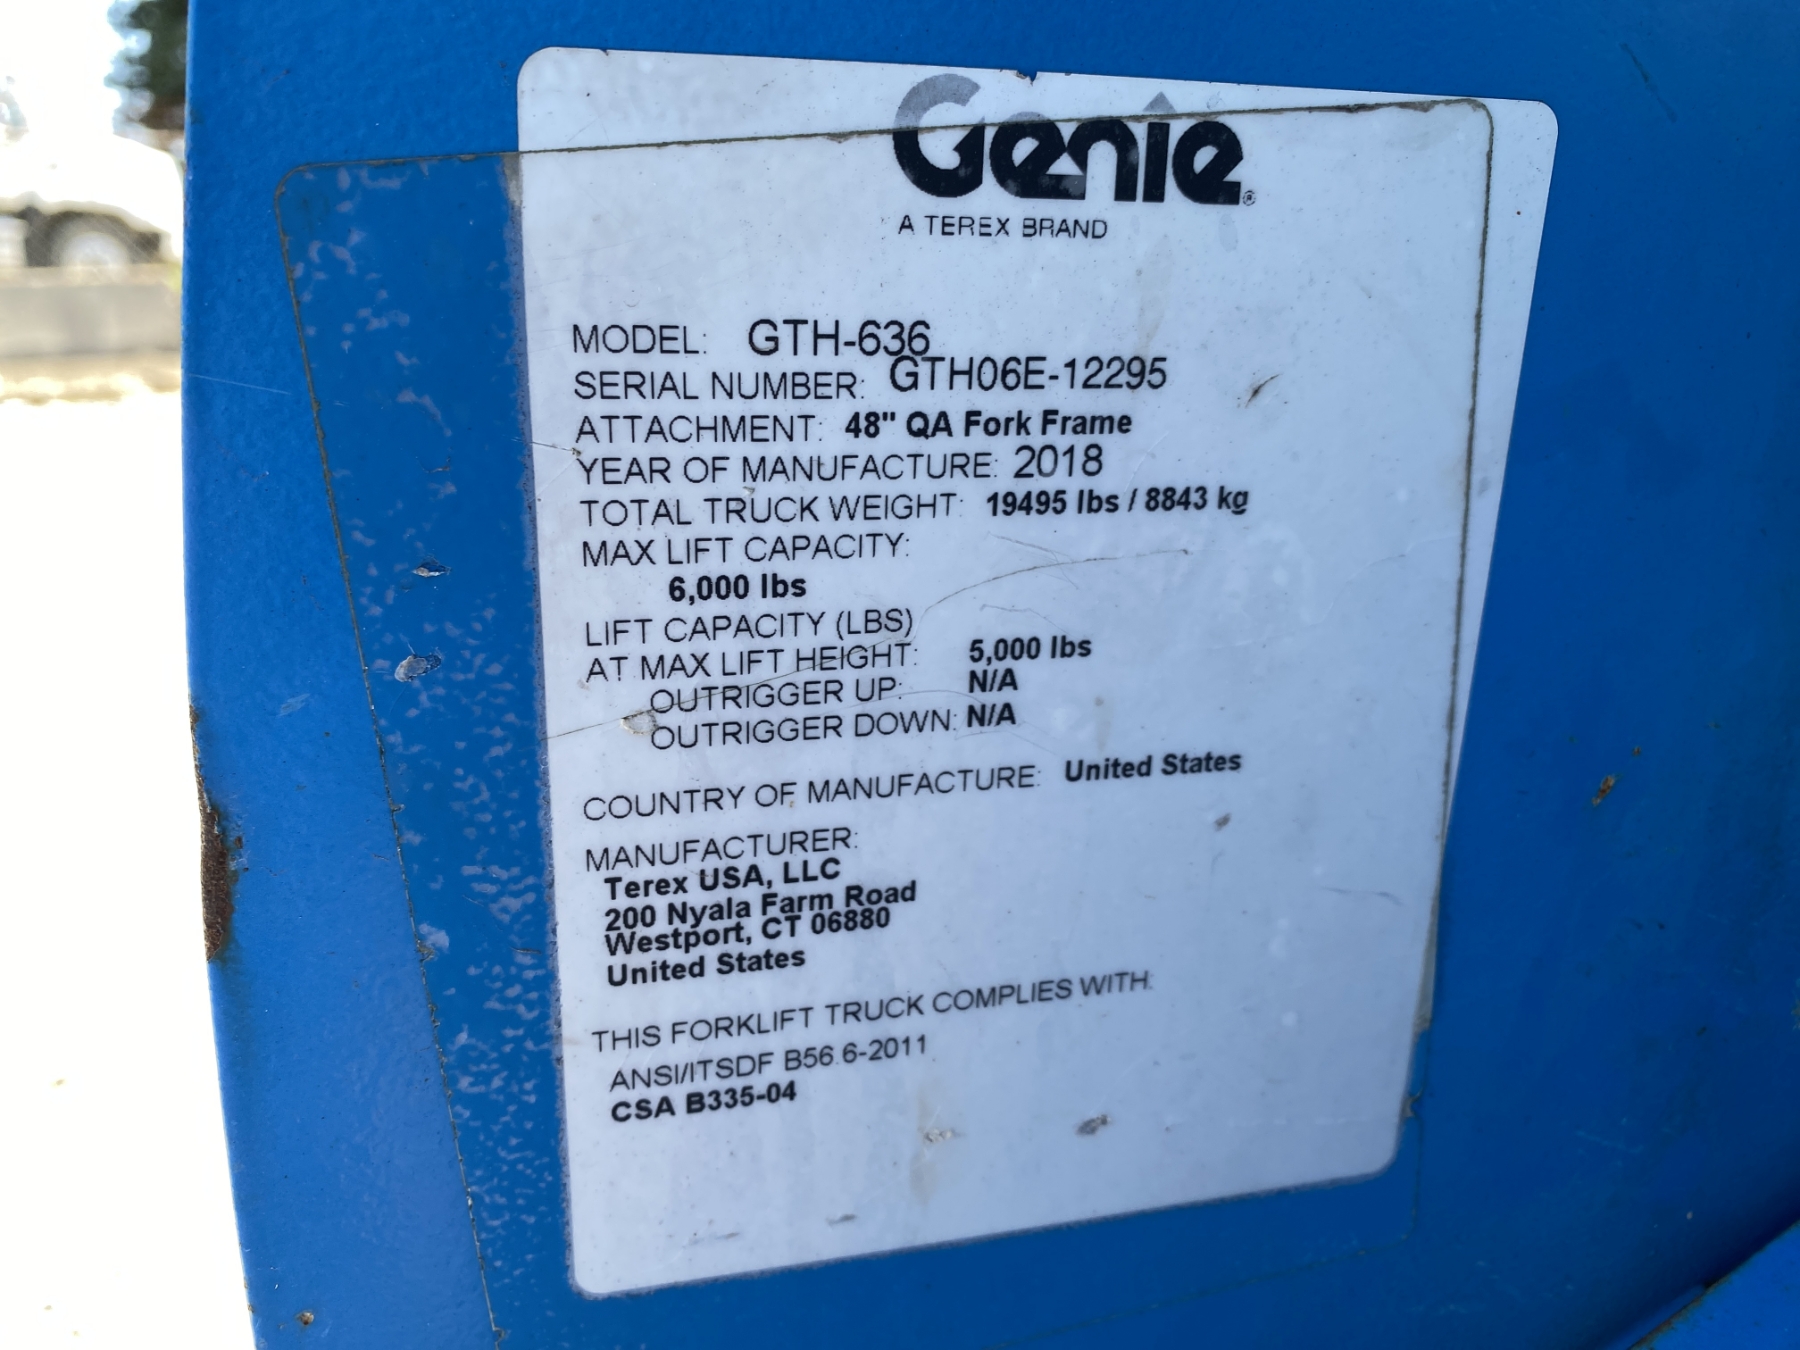 Genie®
A TEREX BRAND
MODEL: GTH-636
SERIAL NUMBER: GTH06E-12295
ATTACHMENT: 48" QA Fork Frame
YEAR OF MANUFACTURE: 2018
TOTAL TRUCK WEIGHT: 19495 lbs / 8843 kg
MAX LIFT CAPACITY:
6,000 lbs
LIFT CAPACITY (LBS)
AT MAX LIFT HEIGHT: 5,000 lbs
OUTRIGGER UP: N/A
OUTRIGGER DOWN: N/A
COUNTRY OF MANUFACTURE: United States
MANUFACTURER:
Terex USA, LLC
200 Nyala Farm Road
Westport, CT 06880
United States
THIS FORKLIFT TRUCK COMPLIES WITH:
ANSI/ITSDF B56.6-2011
CSA B335-04